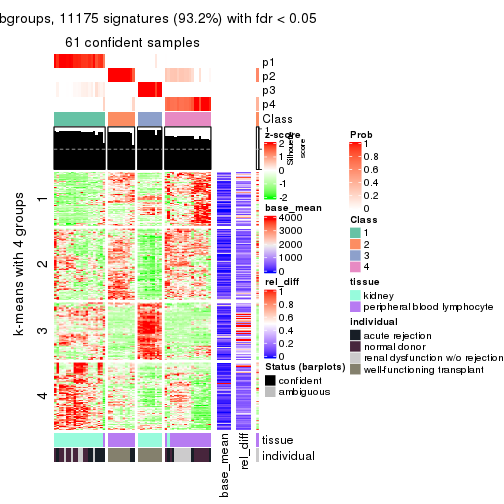 bgroups, 11175 signatures (93.2%) with fdr < 0.05
61 confident samples
p1
p2
p3
p4
Class
1
Silhouette
score
k-means with 4 groups
1
2
3
4
z-score
2
1
0
-1
-2
base_mean
4000
3000
2000
1000
0
rel_diff
1
0.8
0.6
0.4
0.2
0
Status (barplots)
confident
ambiguous
Prob
1
0.8
0.6
0.4
0.2
0
Class
1
2
3
4
tissue
kidney
peripheral blood lymphocyte
individual
acute rejection
normal donor
renal dysfunction w/o rejection
well-functioning transplant
tissue
individual
base_mean
rel_diff